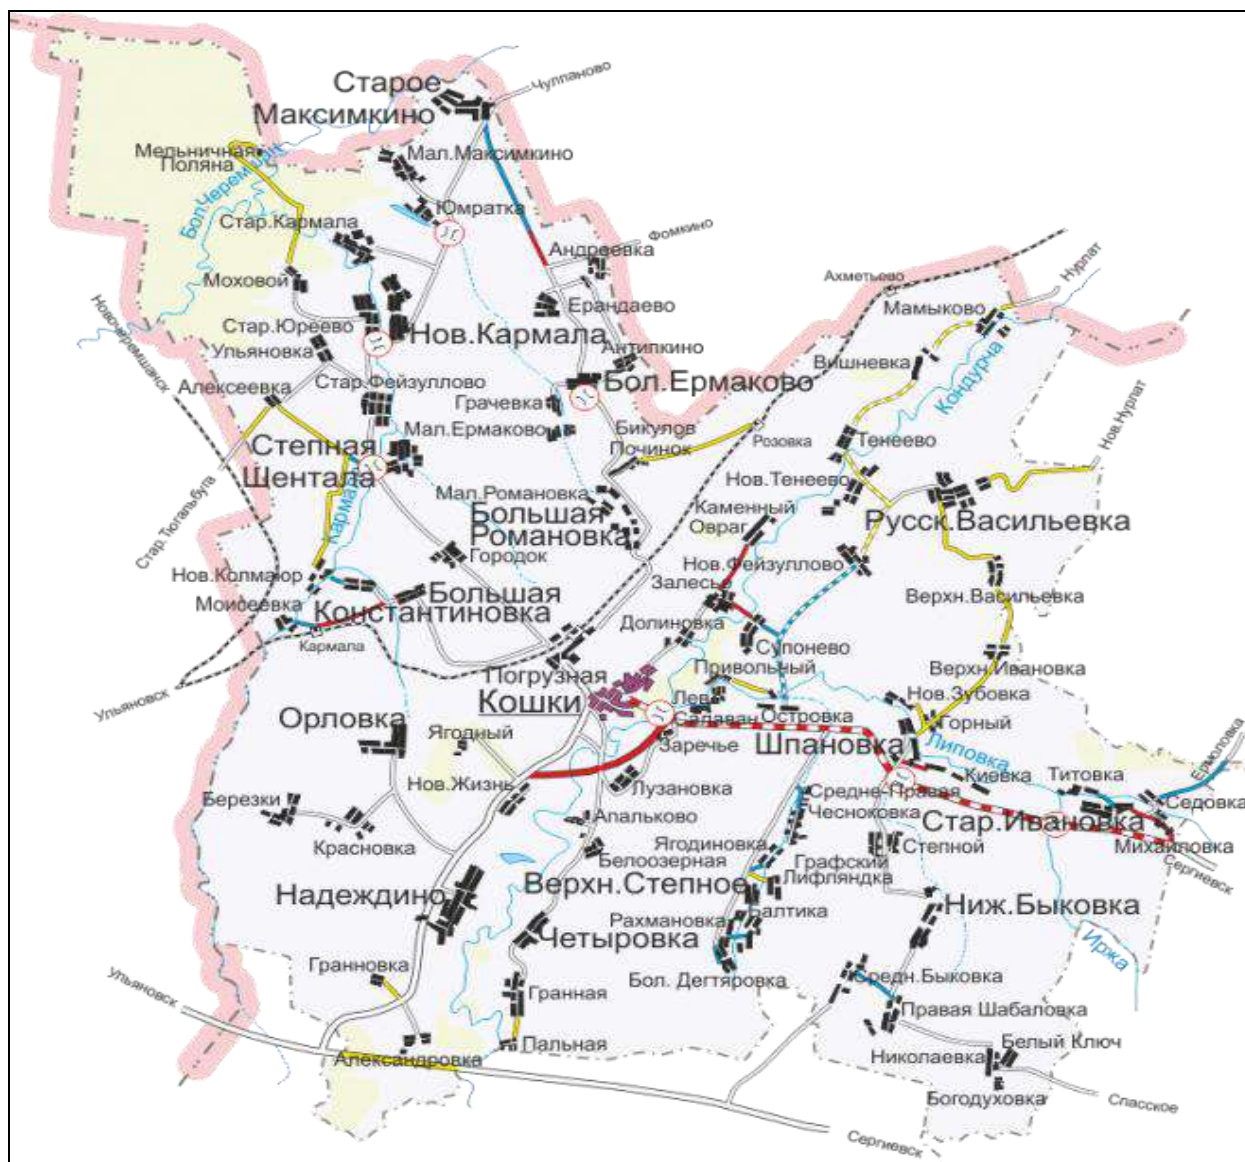 Старое
Максимкино
Чулпаново
Мельничная
Поляна
Мал.Максимкино
Бол.Черемшан
Юмратка
Стар.Кармала
Андреевка
Фомкино
Моховой
Ерандаево
Ахметьево
Нурлат
Мамыково
Новочеремшанск
Стар.Юреево
Нов.Кармала
Ульяновка
Антипкино
Вишневка
Кондурча
Алексеевка
Стар.Фейзуллово
Бол.Ермаково
Грачевка
Мал.Ермаково
Бикулов
Починок
Розовка
Тенеево
Нов.Нурлат
Степная
Шентала
Стар.Тюгальбуга
Кармала
Мал.Романовка
Большая
Романовка
Каменный
Овраг
Нов.Тенеево
Русск.Васильевка
Городок
Нов.Фейзуллово
Залесье
Нов.Колмаюр
Моисеевка
Большая
Константиновка
Кармала
Верхн.Васильевка
Долиновка
Супонево
Ульяновск
Погрузная
Привольный
Верхн.Ивановка
Кошки
Лев.
Салаван
Островка
Нов.Зубовка
Горный
Орловка
Ягодный
Заречье
Шпановка
Липовка
Ермоловка
Нов.Жизнь
Лузановка
Киевка
Титовка
Седовка
Березки
Средне-Правая
Чесноковка
Апальково
Стар.Ивановка
Михайловка
Сергиевск
Красновка
Белоозерная
Ягодиновка
Графский
Степной
Надеждино
Верхн.Степное
Лифляндка
Рахмановка
Балтика
Ниж.Быковка
Четыровка
Иржа
Ульяновск
Гранновка
Гранная
Бол. Дегтяровка
Средн.Быковка
Правая Шабаловка
Александровка
Пальная
Николаевка
Белый Ключ
Богодуховка
Спасское
Сергиевск